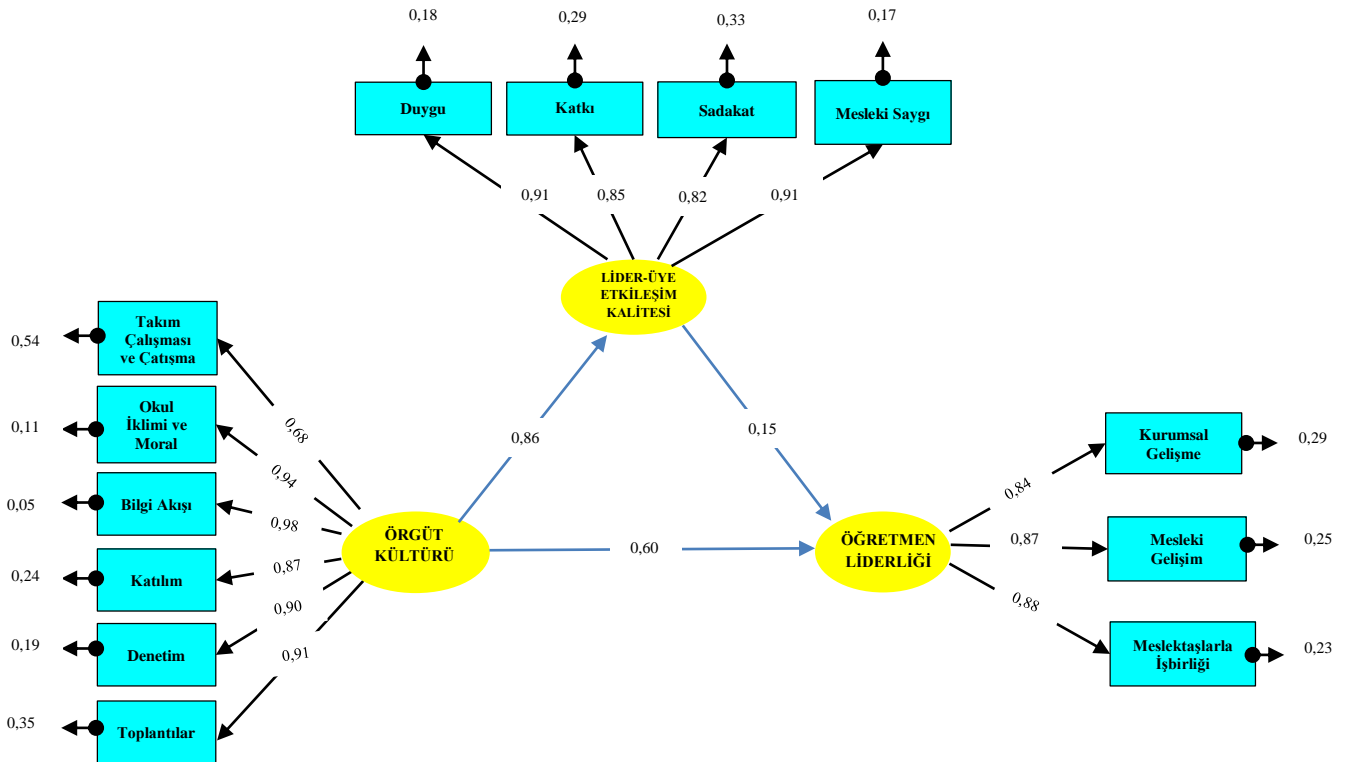 0,18
0,29
0,33
0,17
Duygu
Katkı
Sadakat
Mesleki Saygı
0,91
0,85
0,82
0,91
LİDER-ÜYE
ETKİLEŞİM
KALİTESİ
0,54
Takım
Çalışması
ve Çatışma
0,68
0,11
Okul
İklimi ve
Moral
0,94
0,05
Bilgi Akışı
0,98
0,24
Katılım
0,87
0,19
Denetim
0,90
0,35
Toplantılar
0,91
ÖRGÜT
KÜLTÜRÜ
0,86
0,15
0,60
ÖĞRETMEN
LİDERLİĞİ
0,84
Kurumsal
Gelişme
0,29
0,87
Mesleki
Gelişim
0,25
0,88
Meslektaşlarla
İşbirliği
0,23